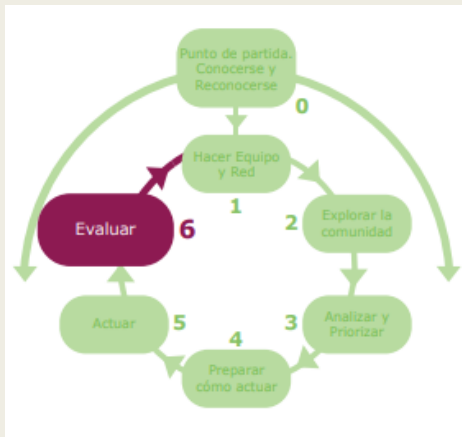 Punto de partida.
Conocerse y
Reconocerse
0
Hacer Equipo
y Red
1
2
Explorar la
comunidad
Evaluar
6
Actuar
5
4
3
Analizar y
Priorizar
Preparar
cómo actuar